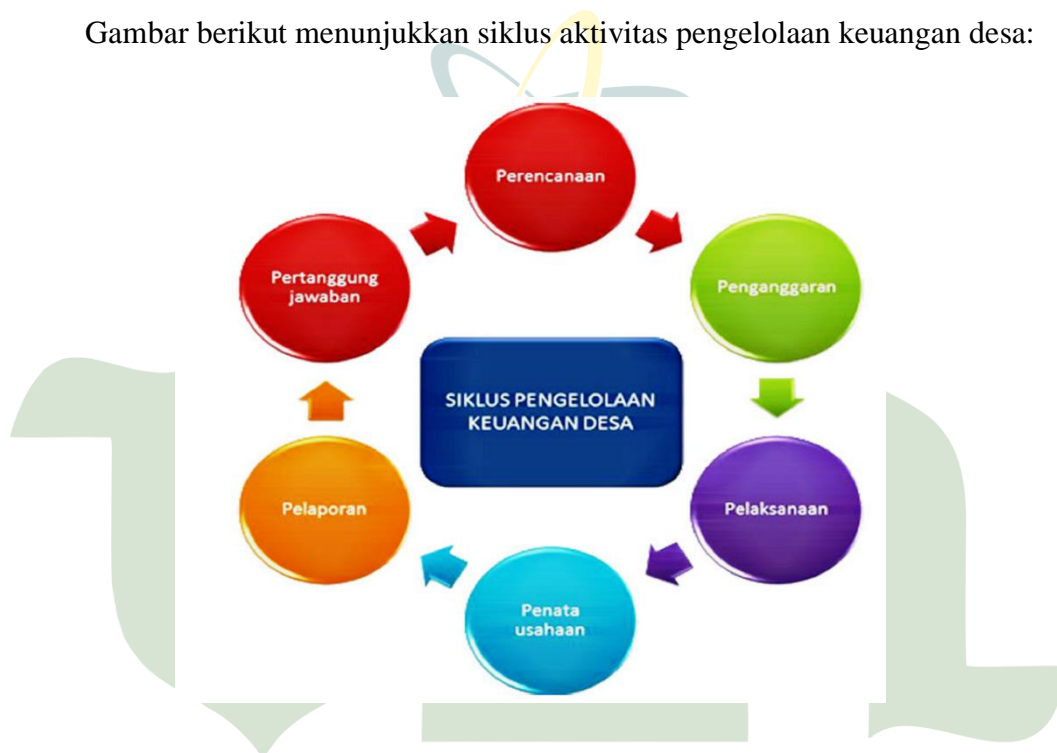 Gambar berikut menunjukkan siklus aktivitas pengelolaan keuangan desa:
Perencanaan
Penganggaran
Pelaksanaan
Penata
usahaan
Pelaporan
Pertanggung
jawaban
SIKLUS PENGELOLAAN
KEUANGAN DESA